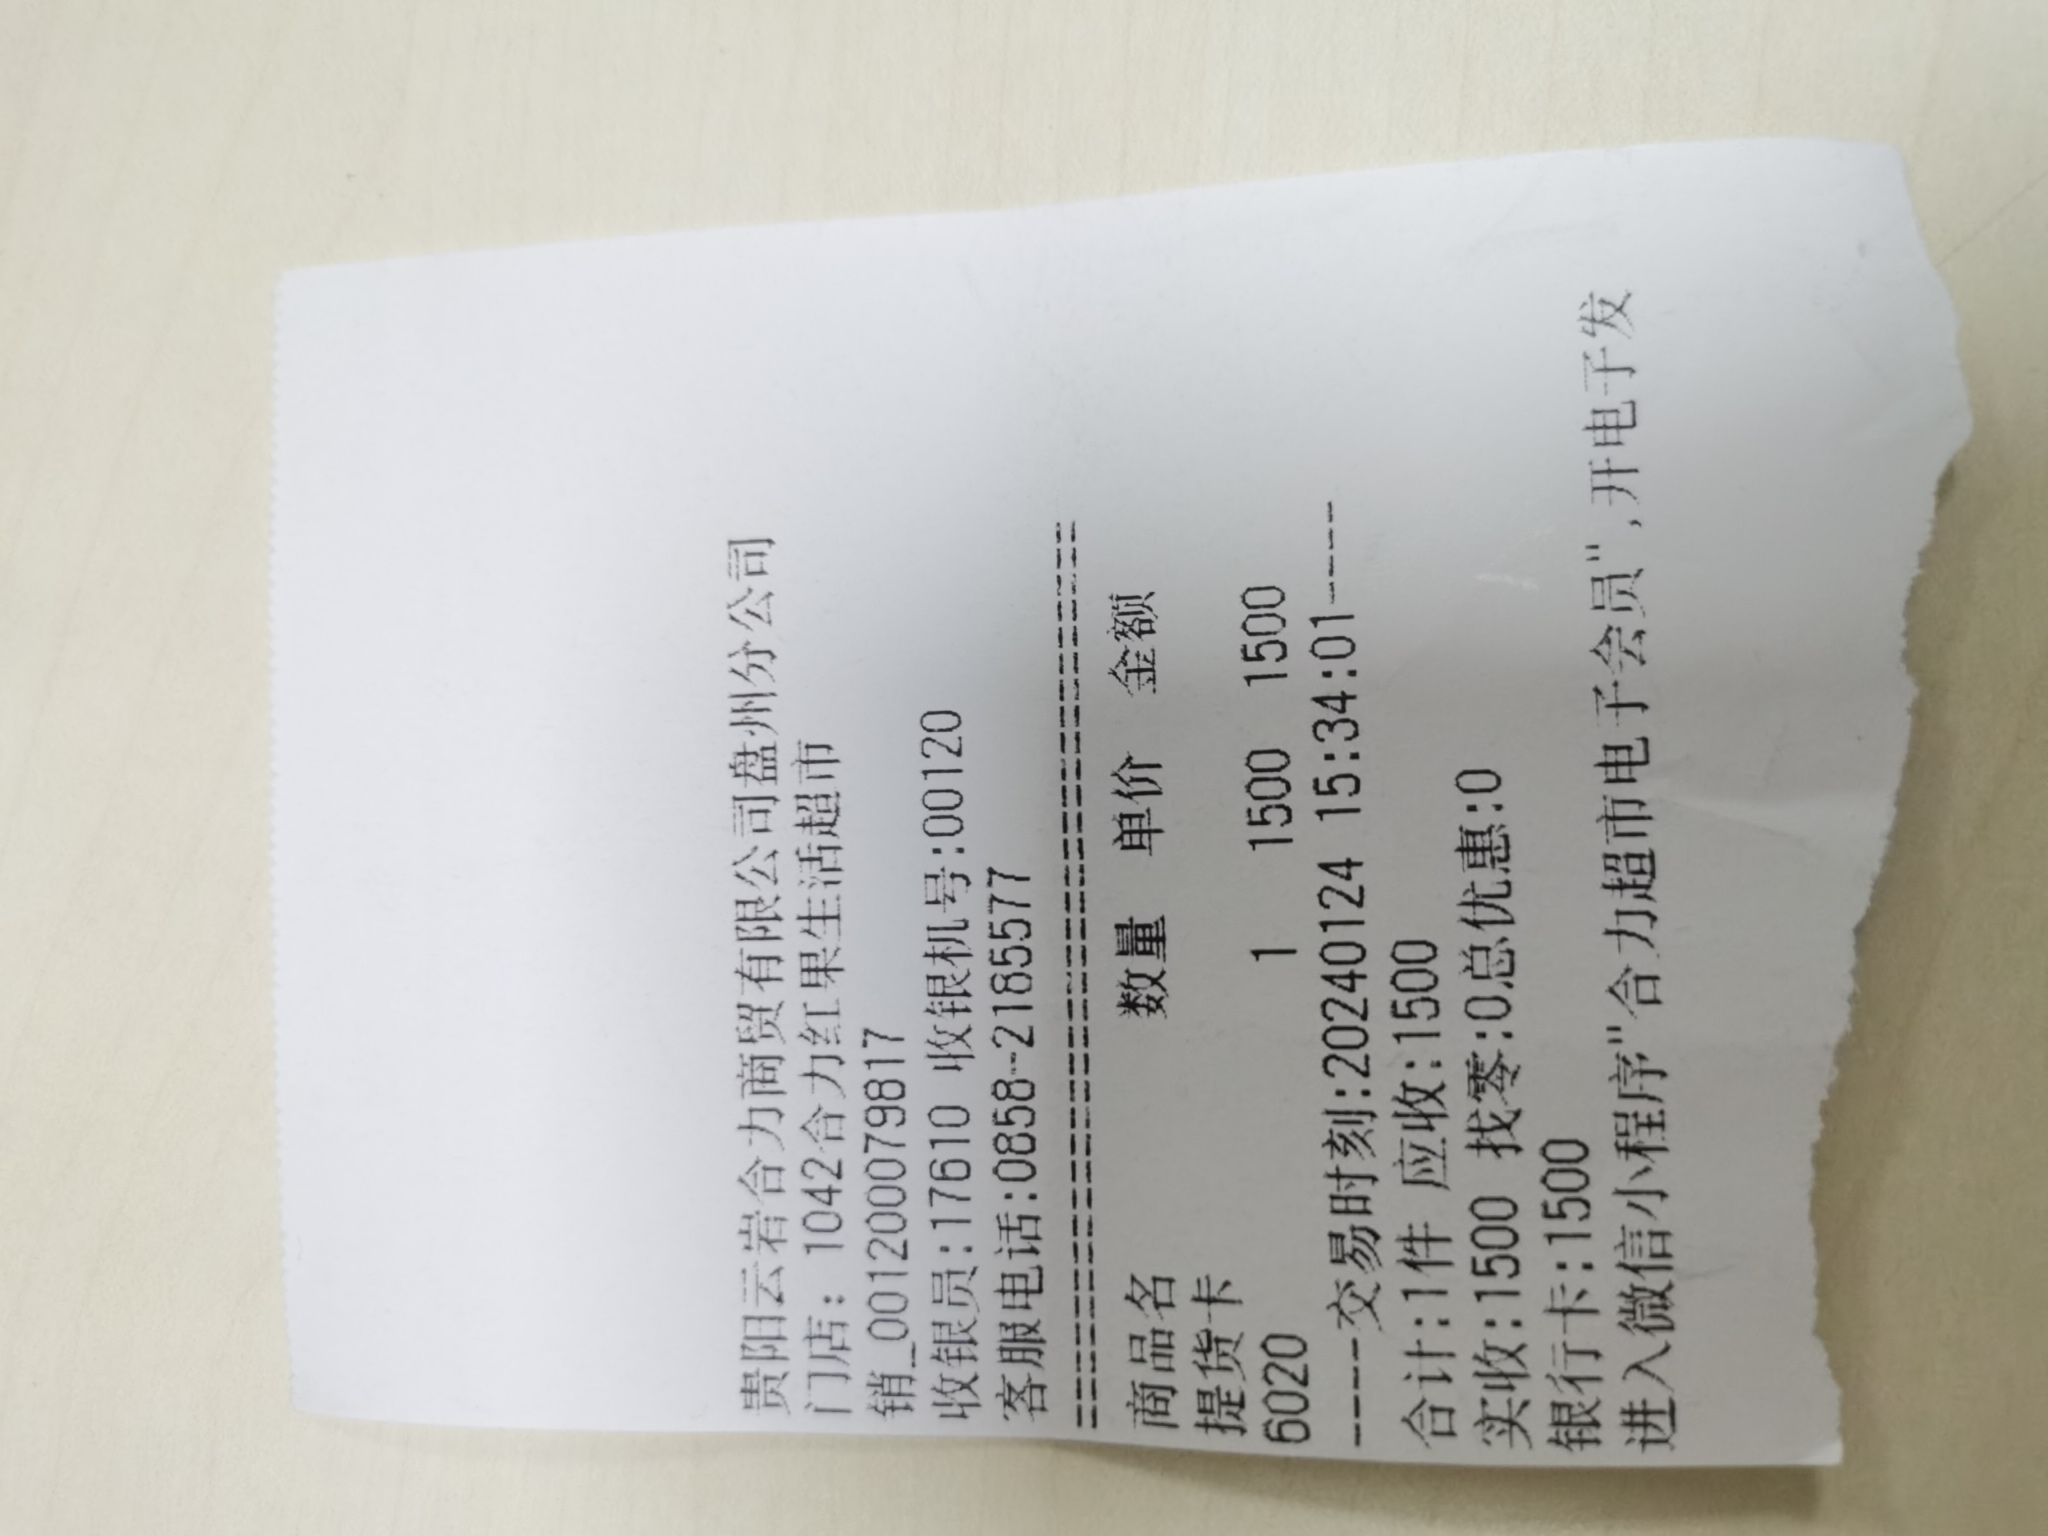 贵阳云岩合力商贸有限公司盘州分公司
门店: 1042合力红果生活超市
销_001200079817
收银员:17610 收银机号:00120
客服电话:0858-2185577
================================
商品名 数量 单价 金额
提货卡
6020 1 1500 1500
----交易时刻:20240124 15:34:01----
合计:1件 应收:1500
实收:1500 找零:0总优惠:0
银行卡:1500
进入微信小程序"合力超市电子会员",开电子发